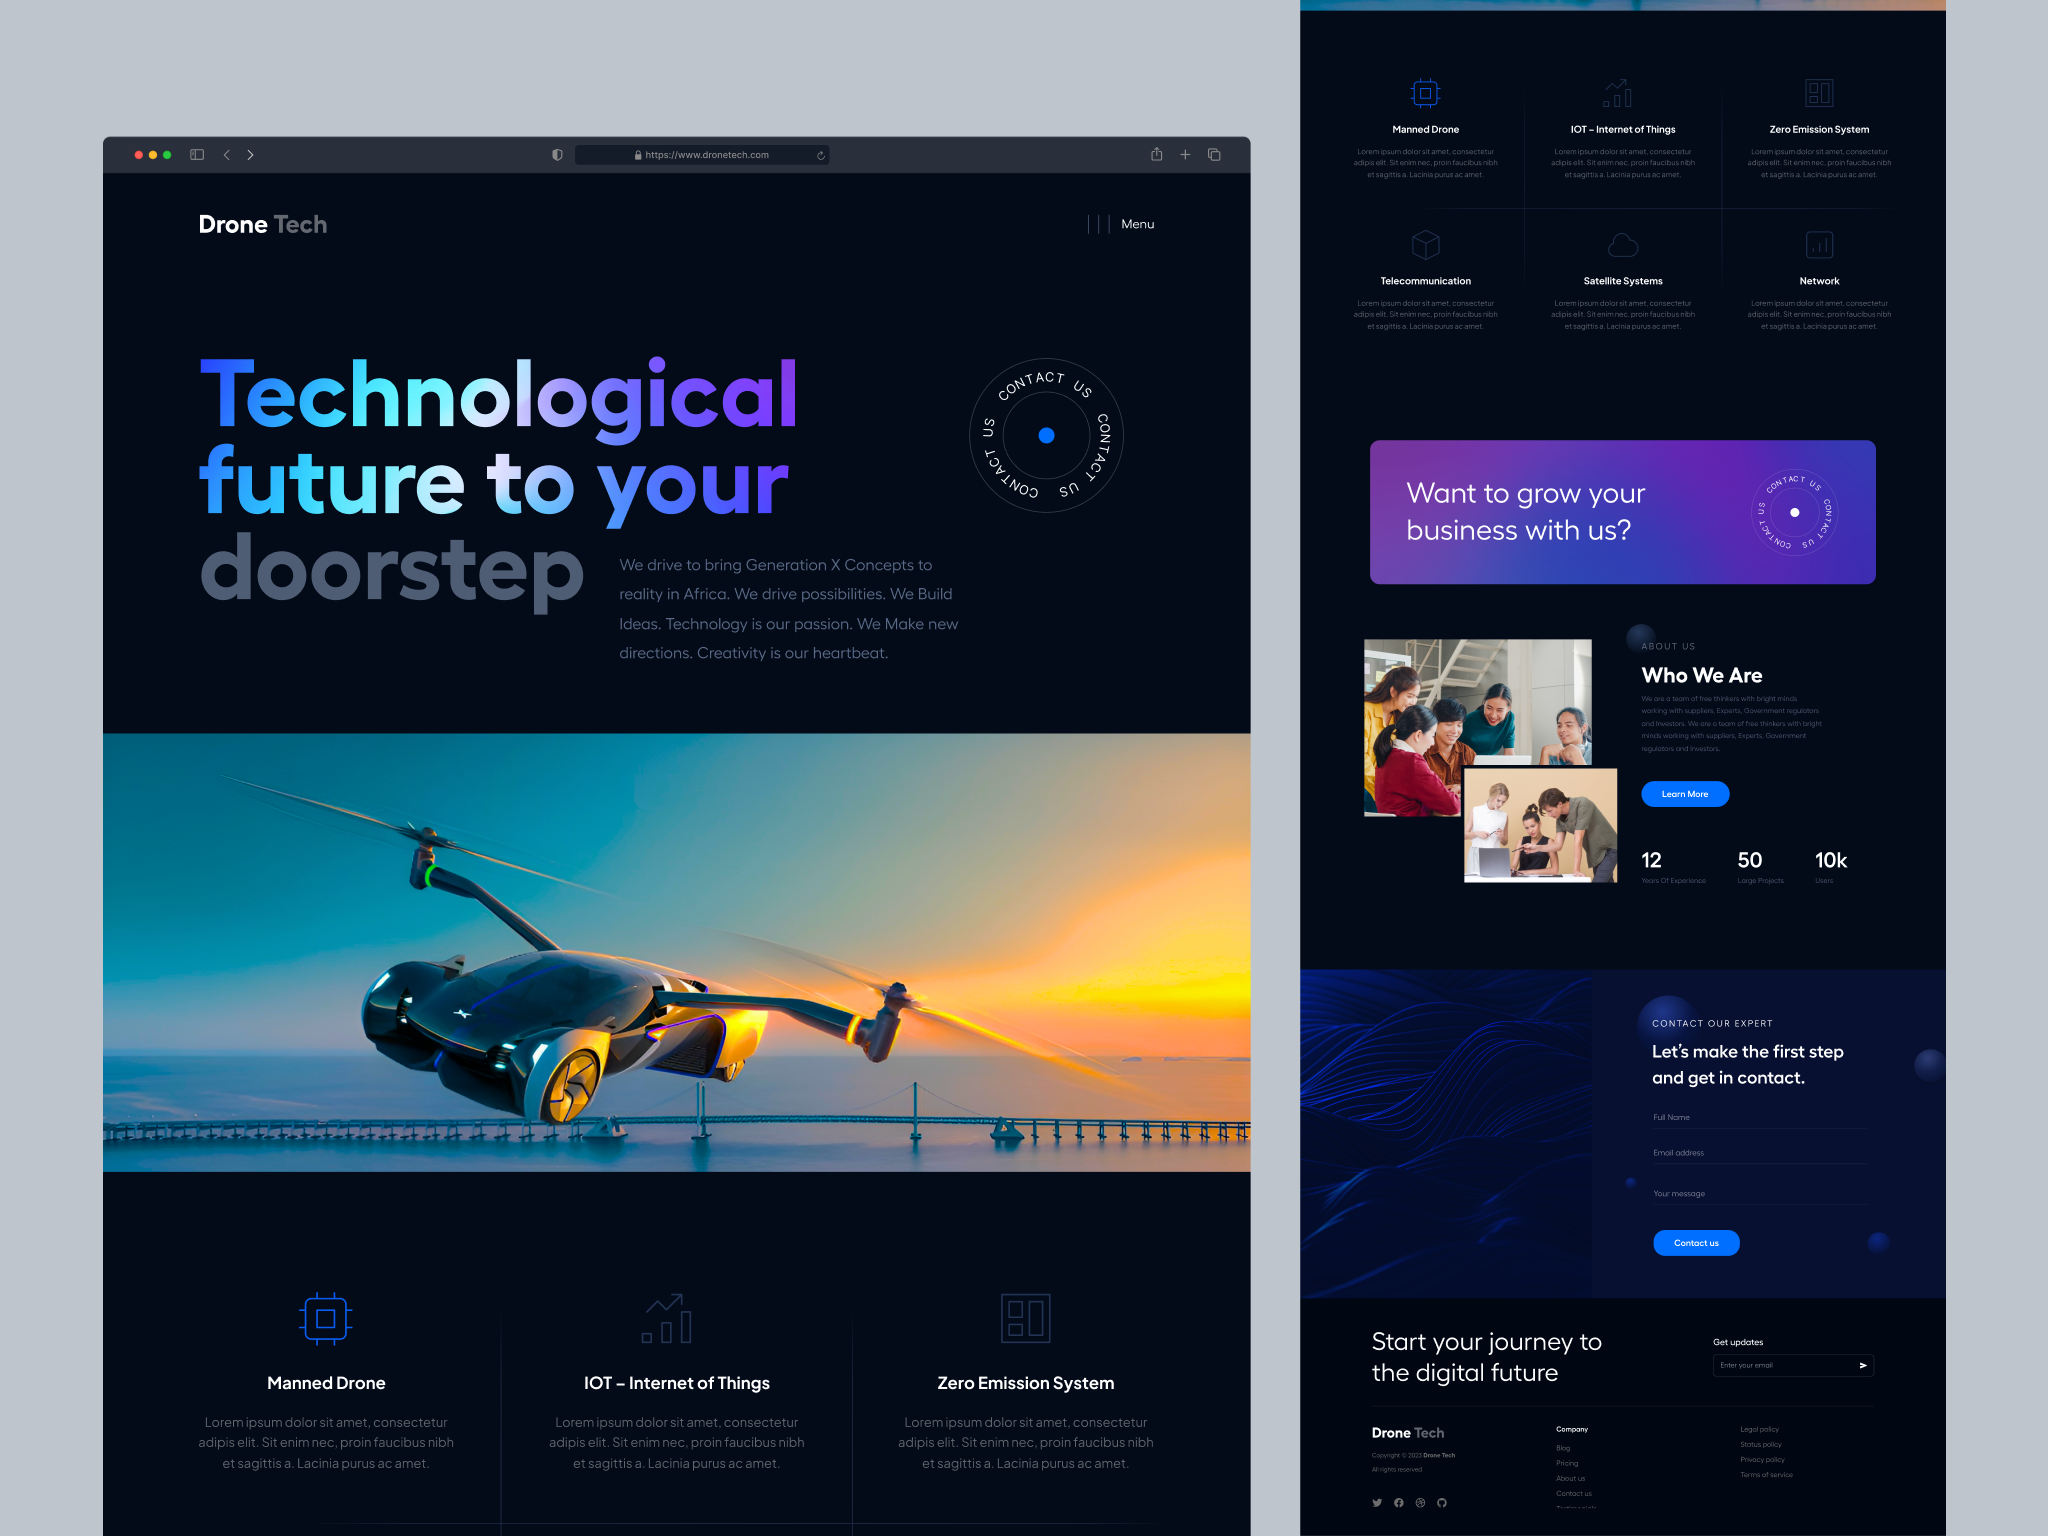 https://www.dronetech.com
Drone Tech
Menu
Technological
future to your
doorstep
We drive to bring Generation X Concepts to
reality in Africa. We drive possibilities. We Build
Ideas. Technology is our passion. We Make new
directions. Creativity is our heartbeat.
CONTACT US CONTACT US CONTACT US
Manned Drone
Lorem ipsum dolor sit amet, consectetur
adipis elit. Sit enim nec, proin faucibus nibh
et sagittis a. Lacinia purus ac amet.
IOT – Internet of Things
Lorem ipsum dolor sit amet, consectetur
adipis elit. Sit enim nec, proin faucibus nibh
et sagittis a. Lacinia purus ac amet.
Zero Emission System
Lorem ipsum dolor sit amet, consectetur
adipis elit. Sit enim nec, proin faucibus nibh
et sagittis a. Lacinia purus ac amet.
Manned Drone
Lorem ipsum dolor sit amet, consectetur
adipis elit. Sit enim nec, proin faucibus nibh
et sagittis a. Lacinia purus ac amet.
IOT – Internet of Things
Lorem ipsum dolor sit amet, consectetur
adipis elit. Sit enim nec, proin faucibus nibh
et sagittis a. Lacinia purus ac amet.
Zero Emission System
Lorem ipsum dolor sit amet, consectetur
adipis elit. Sit enim nec, proin faucibus nibh
et sagittis a. Lacinia purus ac amet.
Telecommunication
Lorem ipsum dolor sit amet, consectetur
adipis elit. Sit enim nec, proin faucibus nibh
et sagittis a. Lacinia purus ac amet.
Satellite Systems
Lorem ipsum dolor sit amet, consectetur
adipis elit. Sit enim nec, proin faucibus nibh
et sagittis a. Lacinia purus ac amet.
Network
Lorem ipsum dolor sit amet, consectetur
adipis elit. Sit enim nec, proin faucibus nibh
et sagittis a. Lacinia purus ac amet.
Want to grow your
business with us?
CONTACT US CONTACT US CONTACT US
ABOUT US
Who We Are
We are a team of free thinkers with bright minds
working with suppliers, Experts, Government regulators
and Investors. We are a team of free thinkers with bright
minds working with suppliers, Experts, Government
regulators and Investors.
Learn More
12
Years Of Experience
50
Large Projects
10k
Users
CONTACT OUR EXPERT
Let's make the first step
and get in contact.
Full Name
Email address
Your message
Contact us
Start your journey to
the digital future
Get updates
Enter your email
Drone Tech
Copyright © 2023 Drone Tech
All rights reserved
Company
Blog
Pricing
About us
Contact us
Legal policy
Status policy
Privacy policy
Terms of service